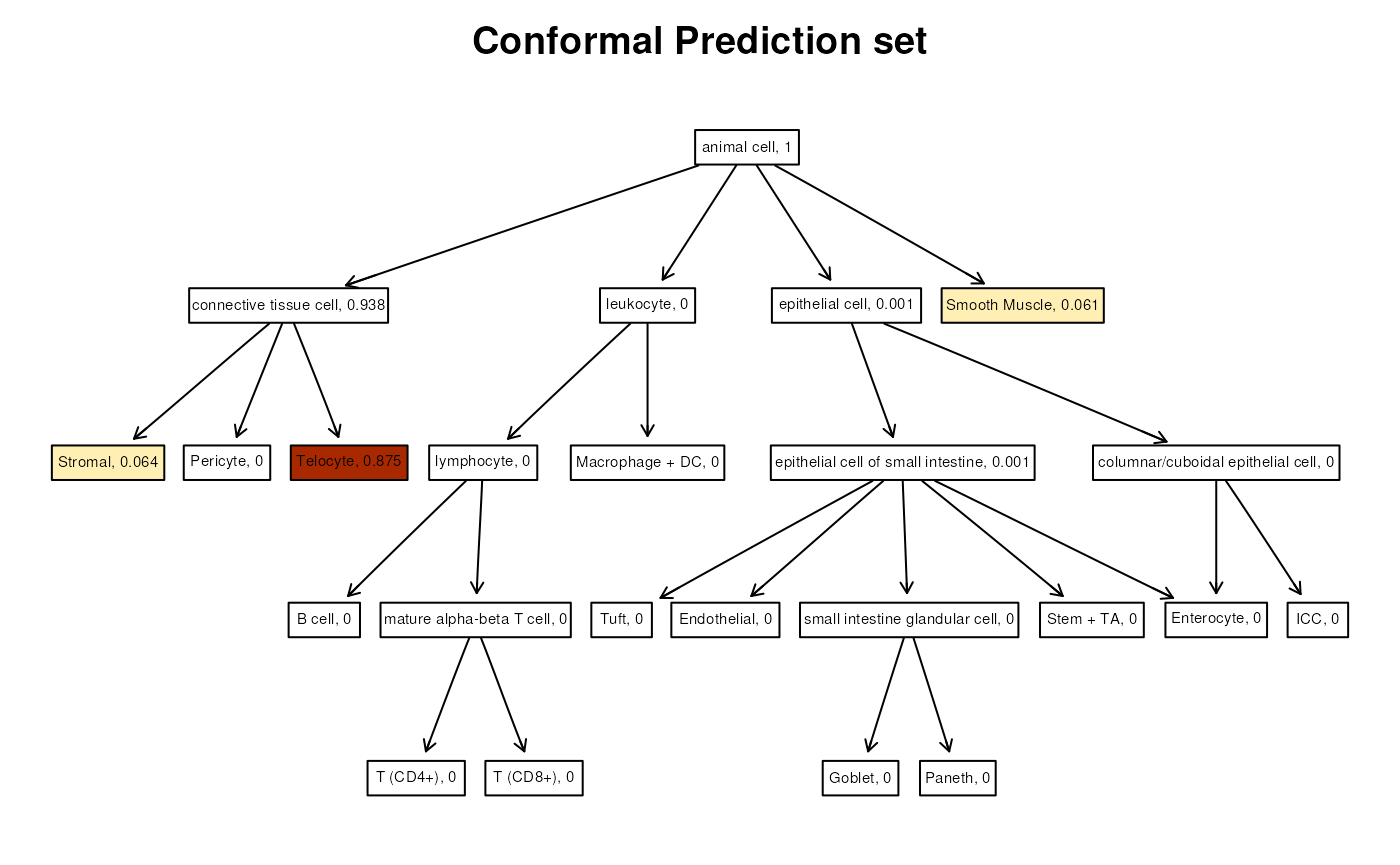 Conformal Prediction set
animal cell, 1
connective tissue cell, 0.938
leukocyte, 0
epithelial cell, 0.001
Smooth Muscle, 0.061
Stromal, 0.064
Pericyte, 0
Telocyte, 0.875
lymphocyte, 0
Macrophage + DC, 0
epithelial cell of small intestine, 0.001
columnar/cuboidal epithelial cell, 0
B cell, 0
mature alpha-beta T cell, 0
Tuft, 0
Endothelial, 0
small intestine glandular cell, 0
Stem + TA, 0
Enterocyte, 0
ICC, 0
T (CD4+), 0
T (CD8+), 0
Goblet, 0
Paneth, 0